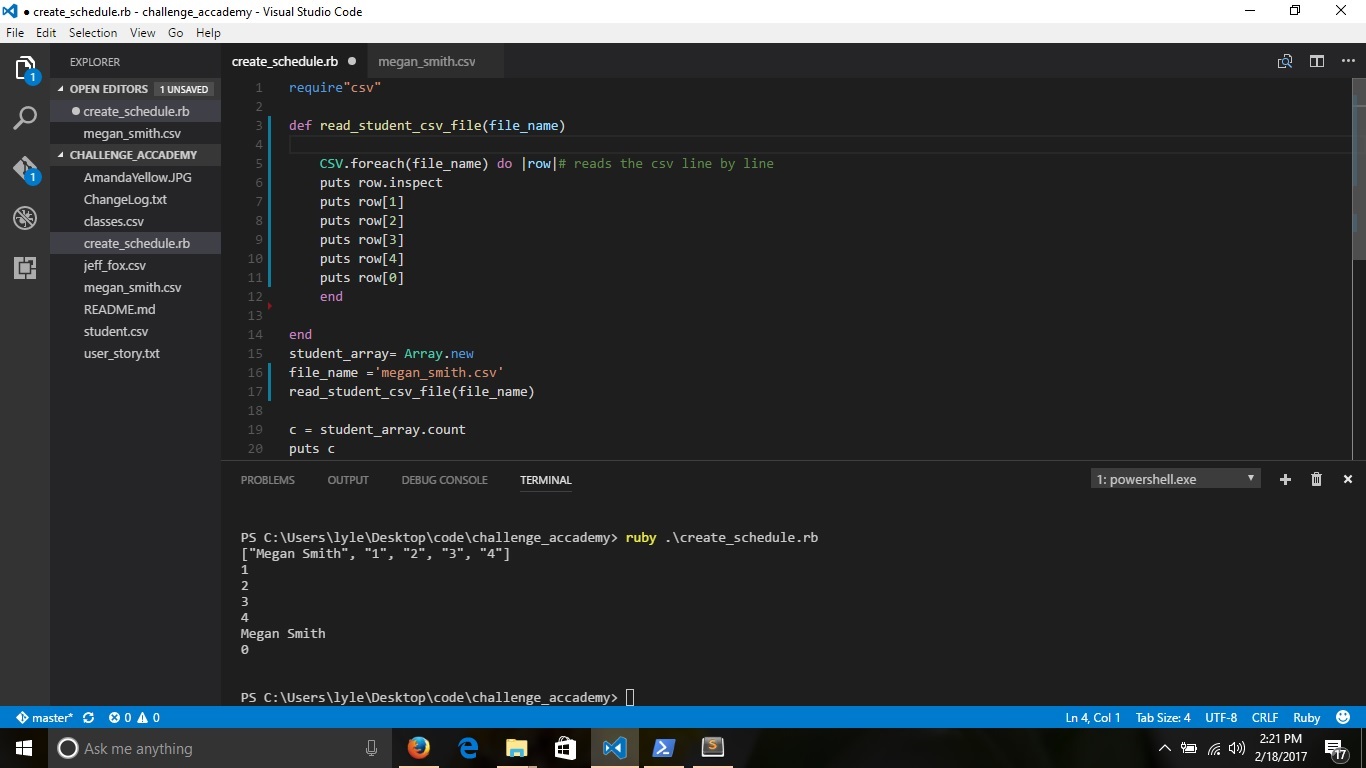 ● create_schedule.rb - challenge_accademy - Visual Studio Code
File Edit Selection View Go Help
EXPLORER
OPEN EDITORS 1 UNSAVED
create_schedule.rb
megan_smith.csv
CHALLENGE_ACCADEMY
AmandaYellow.JPG
ChangeLog.txt
classes.csv
create_schedule.rb
jeff_fox.csv
megan_smith.csv
README.md
student.csv
user_story.txt
1
1
create_schedule.rb ● megan_smith.csv
1 require"csv"
2
3 def read_student_csv_file(file_name)
4
5 CSV.foreach(file_name) do |row|# reads the csv line by line
6 puts row.inspect
7 puts row[1]
8 puts row[2]
9 puts row[3]
10 puts row[4]
11 puts row[0]
12 end
13
14 end
15 student_array= Array.new
16 file_name ='megan_smith.csv'
17 read_student_csv_file(file_name)
18
19 c = student_array.count
20 puts c
PROBLEMS OUTPUT DEBUG CONSOLE TERMINAL 1: powershell.exe
PS C:\Users\lyle\Desktop\code\challenge_accademy> ruby .\create_schedule.rb
["Megan Smith", "1", "2", "3", "4"]
1
2
3
4
Megan Smith
0
PS C:\Users\lyle\Desktop\code\challenge_accademy>
master* 0 0 Ln 4, Col 1 Tab Size: 4 UTF-8 CRLF Ruby
Ask me anything
2:21 PM
2/18/2017
17